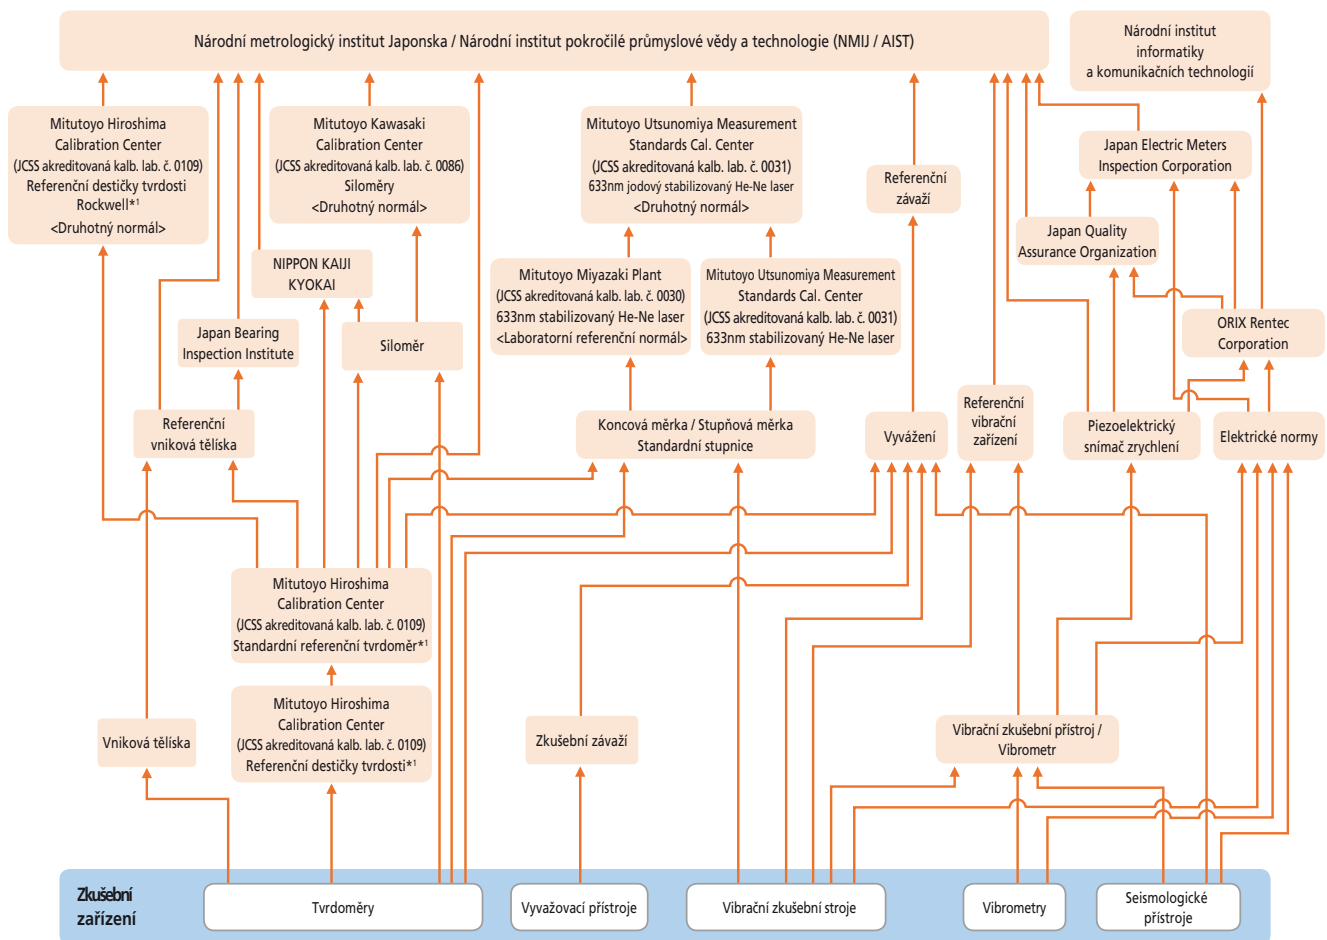 Národní metrologický institut Japonska / Národní institut pokročilé průmyslové vědy a technologie (NMIJ / AIST)
Národní institut
informatiky
a komunikačních technologií
Mitutoyo Hiroshima
Calibration Center
(JCSS akreditovaná kalb. lab. č. 0109)
Referenční destičky tvrdosti
Rockwell*1
<Druhotný normál>
Mitutoyo Kawasaki
Calibration Center
(JCSS akreditovaná kalb. lab. č. 0086)
Siloměry
<Druhotný normál>
Mitutoyo Utsunomiya Measurement
Standards Cal. Center
(JCSS akreditovaná kalb. lab. č. 0031)
633nm jodový stabilizovaný He-Ne laser
<Druhotný normál>
Referenční
závaží
Japan Electric Meters
Inspection Corporation
Japan Quality
Assurance Organization
NIPPON KAIJI
KYOKAI
Mitutoyo Miyazaki Plant
(JCSS akreditovaná kalb. lab. č. 0030)
633nm stabilizovaný He-Ne laser
<Laboratorní referenční normál>
Mitutoyo Utsunomiya Measurement
Standards Cal. Center
(JCSS akreditovaná kalb. lab. č. 0031)
633nm stabilizovaný He-Ne laser
Japan Bearing
Inspection Institute
Siloměr
ORIX Rentec
Corporation
Referenční
vniková tělíska
Koncová měrka / Stupňová měrka
Standardní stupnice
Vyvážení
Referenční
vibrační
zařízení
Piezoelektrický
snímač zrychlení
Elektrické normy
Mitutoyo Hiroshima
Calibration Center
(JCSS akreditovaná kalb. lab. č. 0109)
Standardní referenční tvrdoměr*1
Mitutoyo Hiroshima
Calibration Center
(JCSS akreditovaná kalb. lab. č. 0109)
Referenční destičky tvrdosti*1
Vniková tělíska
Zkušební závaží
Vibrační zkušební přístroj /
Vibrometr
Zkušební
zařízení
Tvrdoměry
Vyvažovací přístroje
Vibrační zkušební stroje
Vibrometry
Seismologické
přístroje